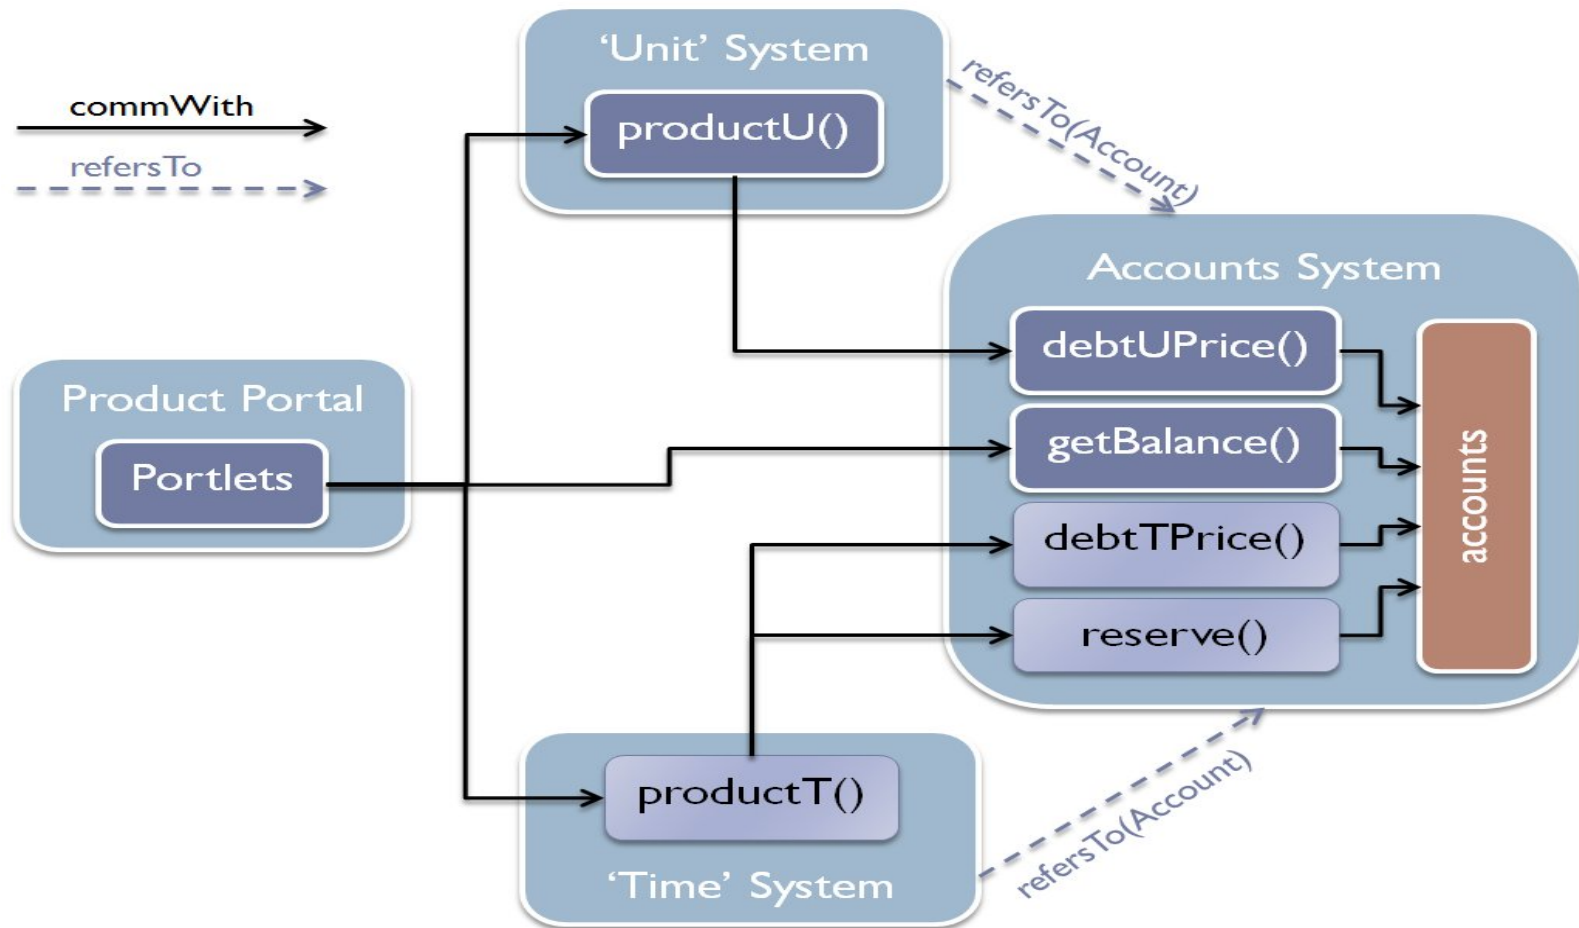 commWith
refersTo
‘Unit’ System
productU()
refersTo(Account)
Accounts System
debtUPrice()
getBalance()
debtTPrice()
reserve()
accounts
Product Portal
Portlets
productT()
‘Time’ System
refersTo(Account)